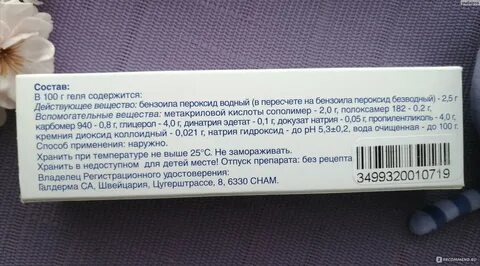 Состав:
В 100 г геля содержится:
Действующее вещество: бензоила пероксид водный (в пересчете на бензоила пероксид безводный) - 2,5 г
Вспомогательные вещества: метакриловой кислоты сополимер - 2,0 г, полоксамер 182 - 0,2 г,
карбомер 940 - 0,8 г, глицерол - 4,0 г, динатрия эдетат - 0,1 г, докузат натрия - 0,05 г, пропиленгликоль - 4,0 г,
кремния диоксид коллоидный - 0,021 г, натрия гидроксид - до pH 5,3±0,2, вода очищенная - до 100 г.
Способ применения: наружно.
Хранить при температуре не выше 25°С. Не замораживать.
Хранить в недоступном для детей месте! Отпуск препарата: без рецепта
Владелец Регистрационного удостоверения:
Галдерма СА, Швейцария, Цугерштрассе, 8, 6330 CHAM.
3499320010719
IRECOMMEND.RU